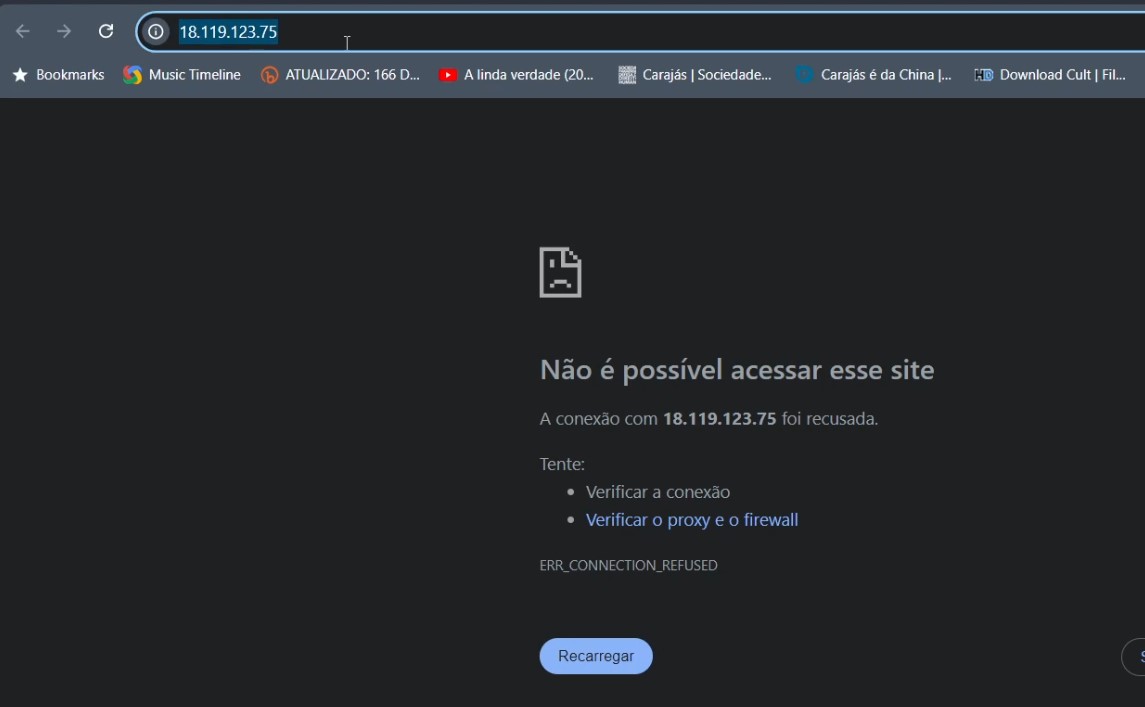 18.119.123.75
Bookmarks Music Timeline ATUALIZADO: 166 D... A linda verdade (20... Carajás | Sociedade... Carajás é da China |... Download Cult | Fil...
Não é possível acessar esse site
A conexão com 18.119.123.75 foi recusada.
Tente:
• Verificar a conexão
• Verificar o proxy e o firewall
ERR_CONNECTION_REFUSED
Recarregar